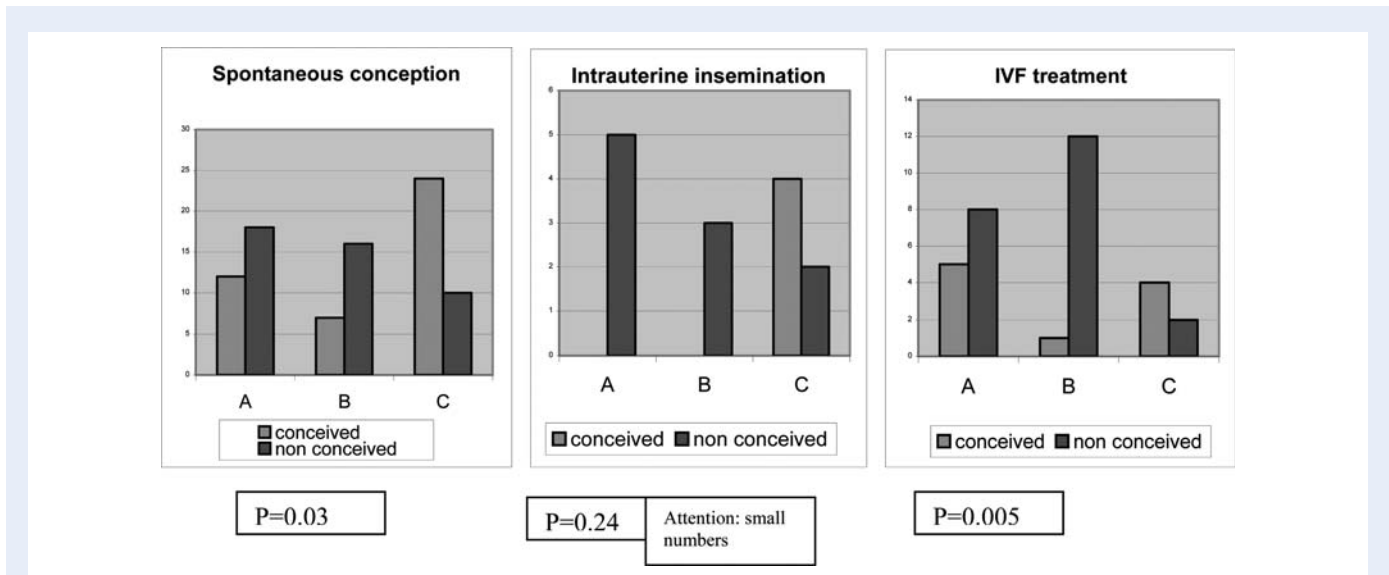 Spontaneous conception
30
25
20
15
10
5
0
A B C
conceived
non conceived
Intrauterine insemination
6
5
4
3
2
1
0
A B C
conceived non conceived
IVF treatment
14
12
10
8
6
4
2
0
A B C
conceived non conceived
P=0.03
P=0.24
Attention: small
numbers
P=0.005